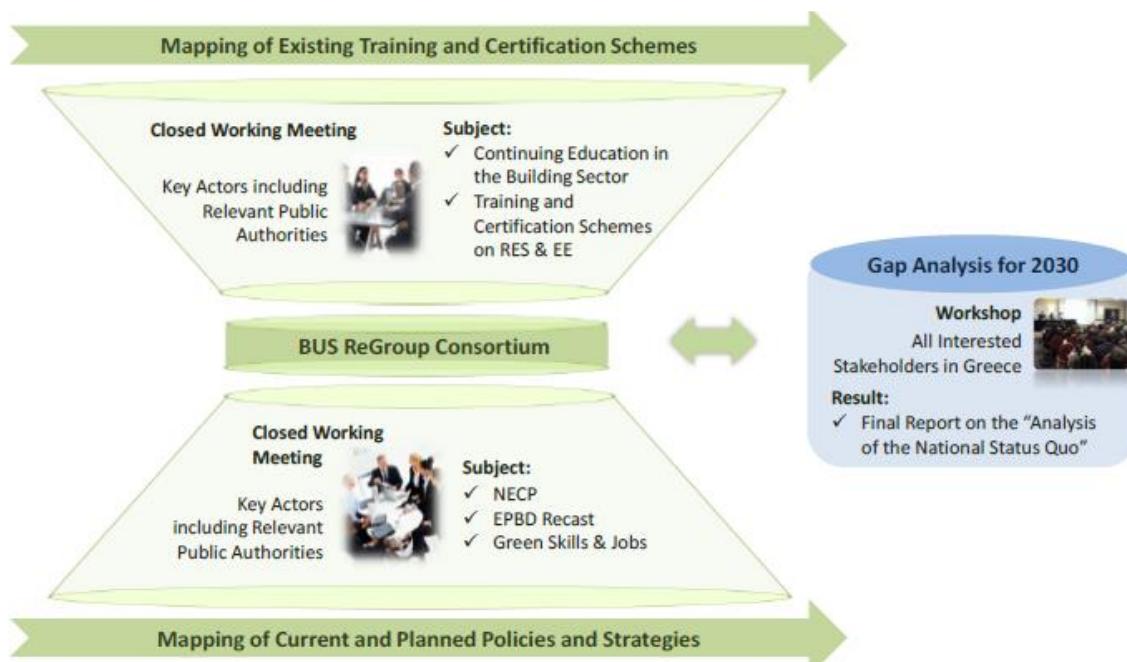 Mapping of Existing Training and Certification Schemes
Closed Working Meeting
Key Actors including
Relevant Public
Authorities
Subject:
✓ Continuing Education in
the Building Sector
✓ Training and
Certification Schemes
on RES & EE
BUS ReGroup Consortium
Closed Working
Meeting
Key Actors
including Relevant
Public Authorities
Subject:
✓ NECP
✓ EPBD Recast
✓ Green Skills & Jobs
Mapping of Current and Planned Policies and Strategies
Gap Analysis for 2030
Workshop
All Interested
Stakeholders in Greece
Result:
✓ Final Report on the “Analysis
of the National Status Quo”